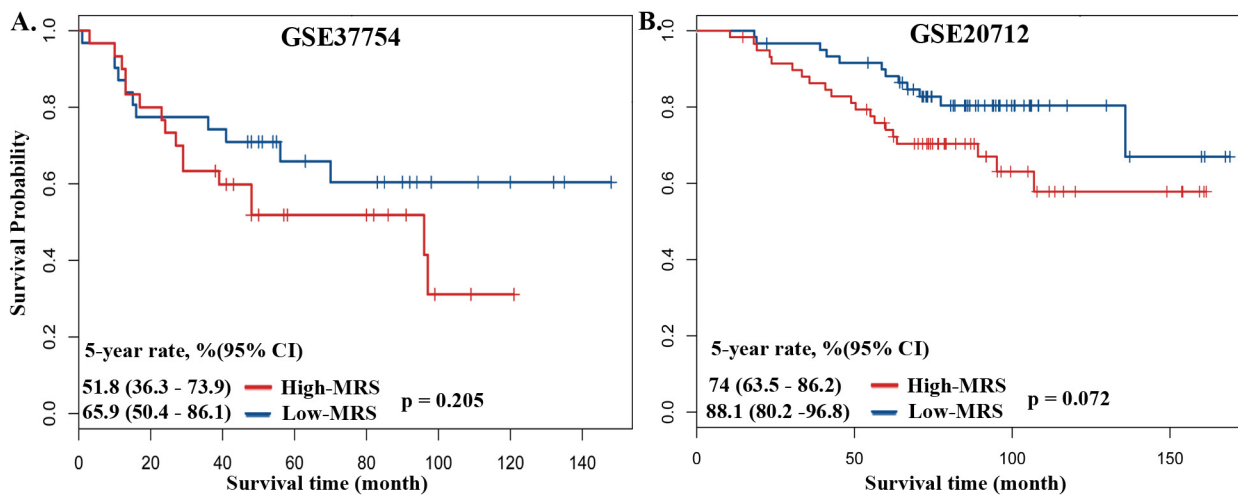 A.
GSE37754
Survival Probability
1.0
0.8
0.6
0.4
0.2
0.0
5-year rate, %(95% CI)
51.8 (36.3 - 73.9) High-MRS
65.9 (50.4 - 86.1) Low-MRS
p = 0.205
0 20 40 60 80 100 120 140
Survival time (month)
B.
GSE20712
1.0
0.8
0.6
0.4
0.2
0.0
5-year rate, %(95% CI)
74 (63.5 - 86.2) High-MRS
88.1 (80.2 -96.8) Low-MRS
p = 0.072
0 50 100 150
Survival time (month)